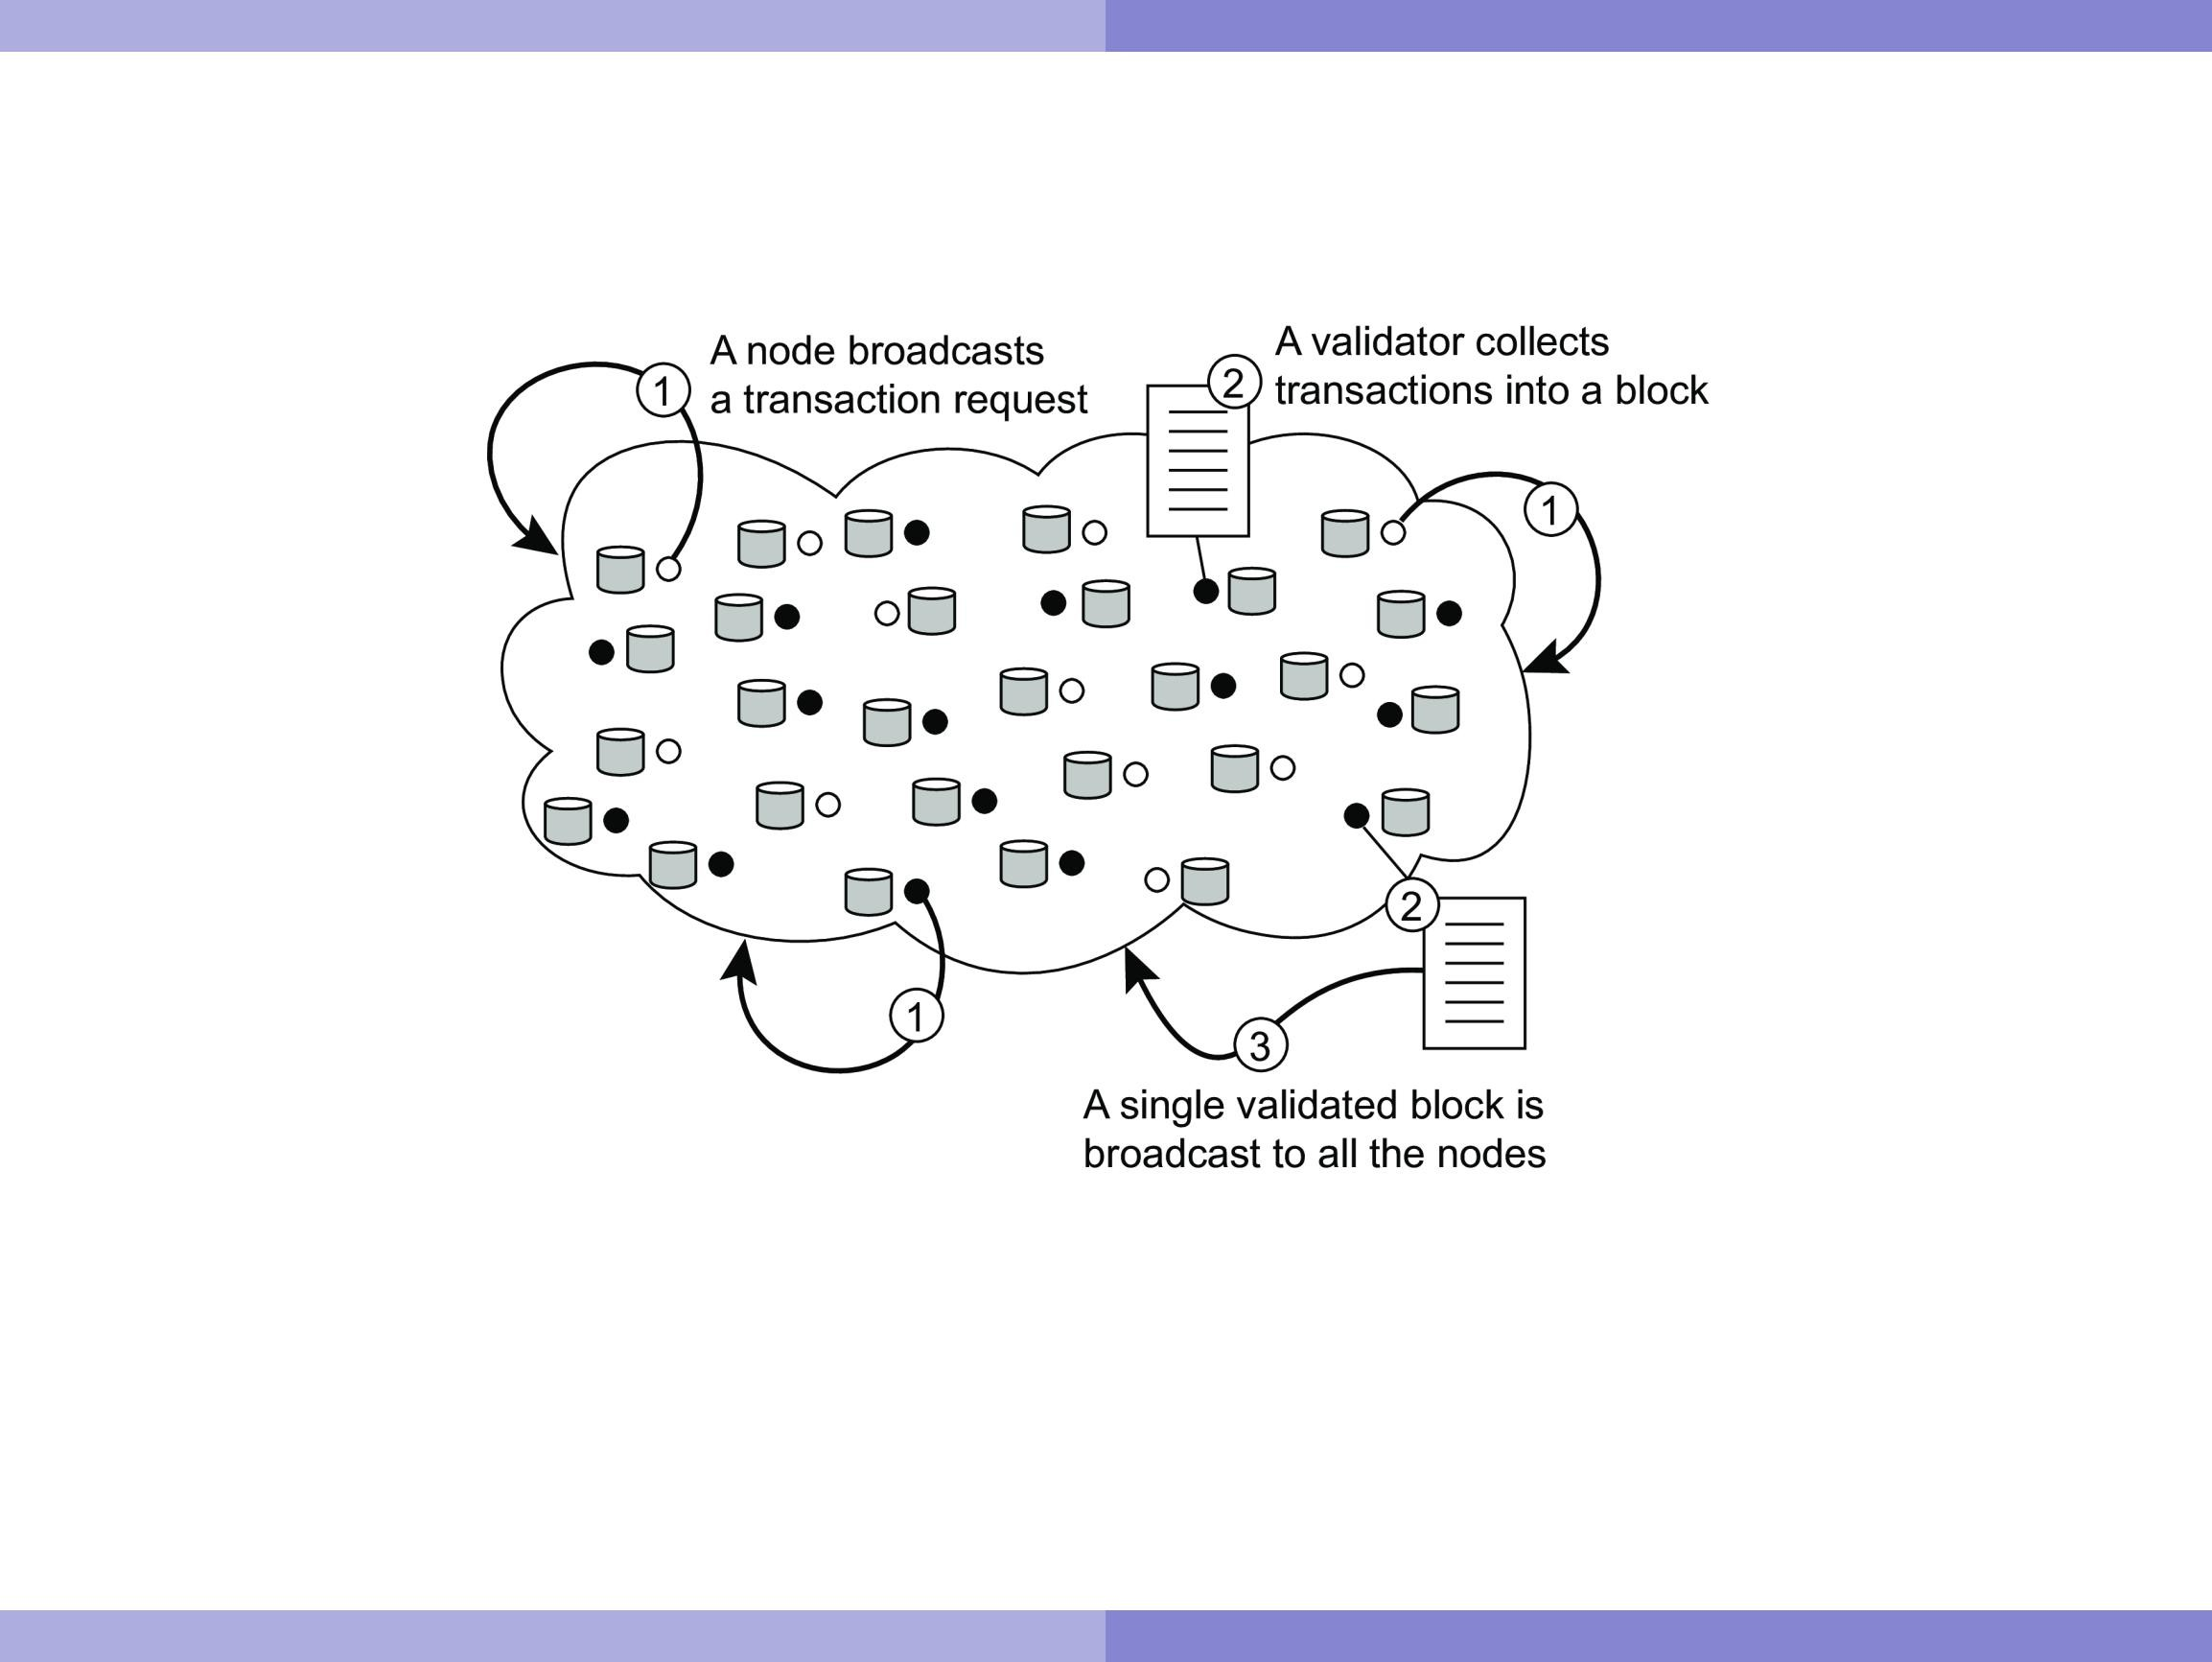 A node broadcasts
a transaction request
1
A validator collects
transactions into a block
2
1
2
1
3
A single validated block is
broadcast to all the nodes